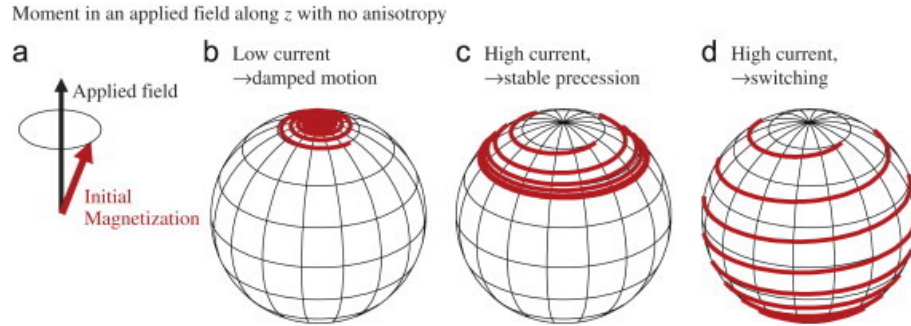 Moment in an applied field along z with no anisotropy
a
Applied field
Initial
Magnetization
b
Low current
→damped motion
c
High current,
→stable precession
d
High current,
→switching